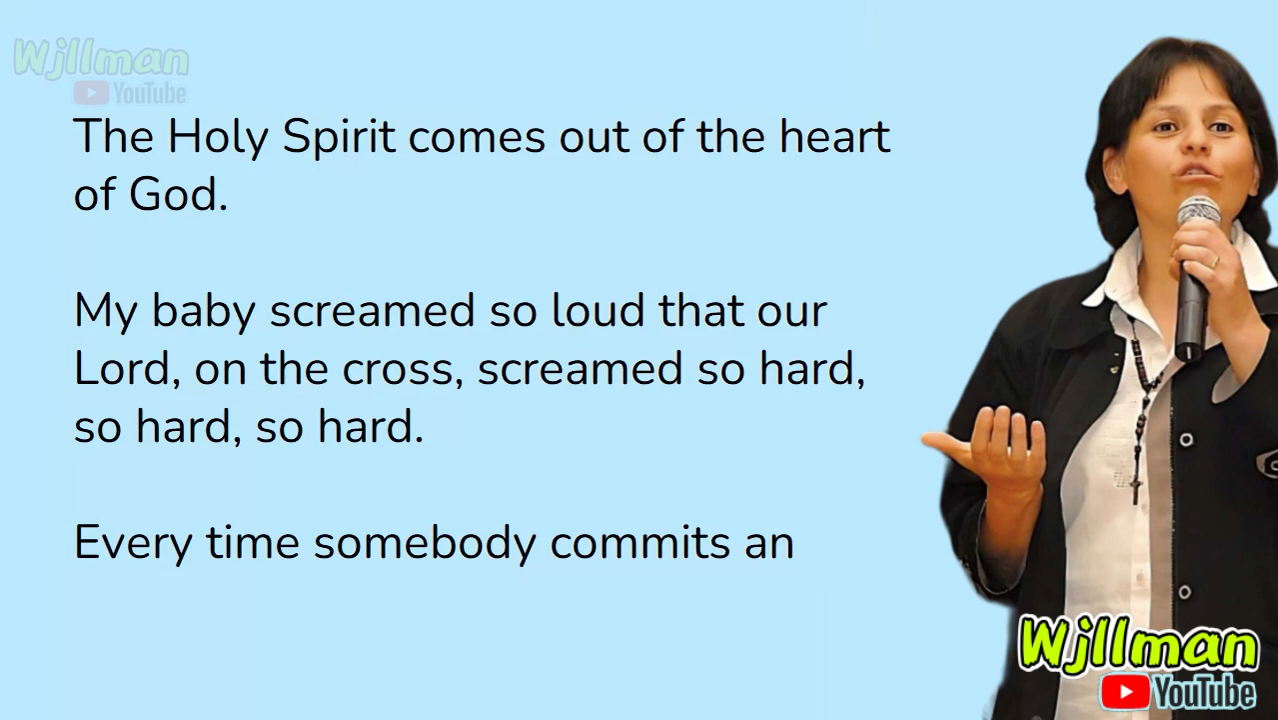 Wjllman
YouTube
The Holy Spirit comes out of the heart
of God.
My baby screamed so loud that our
Lord, on the cross, screamed so hard,
so hard, so hard.
Every time somebody commits an
Wjllman
YouTube